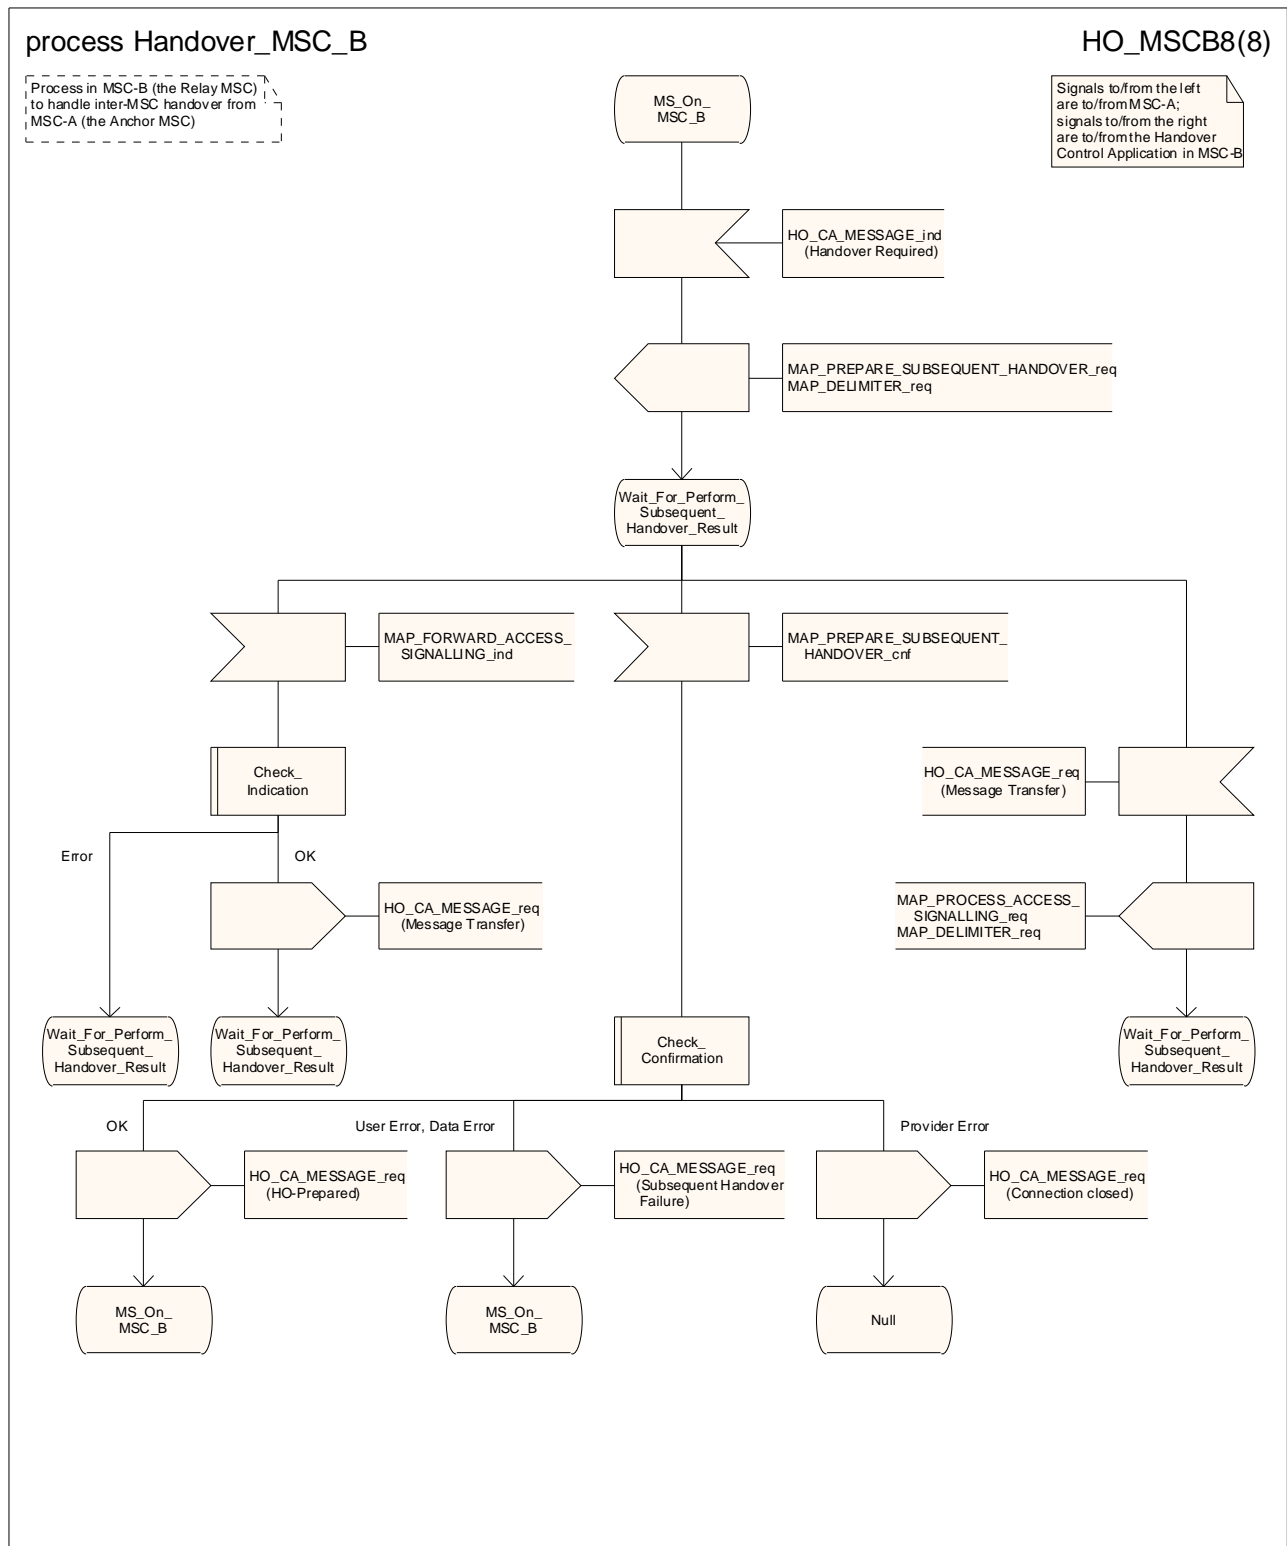 process Handover_MSC_B
HO_MSCB8(8)
Process in MSC-B (the Relay MSC)
to handle inter-MSC handover from
MSC-A (the Anchor MSC)
MS_On_
MSC_B
Signals to/from the left
are to/from MSC-A;
signals to/from the right
are to/from the Handover
Control Application in MSC-B
HO_CA_MESSAGE_ind
(Handover Required)
MAP_PREPARE_SUBSEQUENT_HANDOVER_req
MAP_DELIMITER_req
Wait_For_Perform_
Subsequent_
Handover_Result
MAP_FORWARD_ACCESS_
SIGNALLING_ind
MAP_PREPARE_SUBSEQUENT_
HANDOVER_cnf
Check_
Indication
HO_CA_MESSAGE_req
(Message Transfer)
Error
OK
HO_CA_MESSAGE_req
(Message Transfer)
MAP_PROCESS_ACCESS_
SIGNALLING_req
MAP_DELIMITER_req
Wait_For_Perform_
Subsequent_
Handover_Result
Wait_For_Perform_
Subsequent_
Handover_Result
Check_
Confirmation
Wait_For_Perform_
Subsequent_
Handover_Result
OK
User Error, Data Error
Provider Error
HO_CA_MESSAGE_req
(HO-Prepared)
HO_CA_MESSAGE_req
(Subsequent Handover
Failure)
HO_CA_MESSAGE_req
(Connection closed)
MS_On_
MSC_B
MS_On_
MSC_B
Null